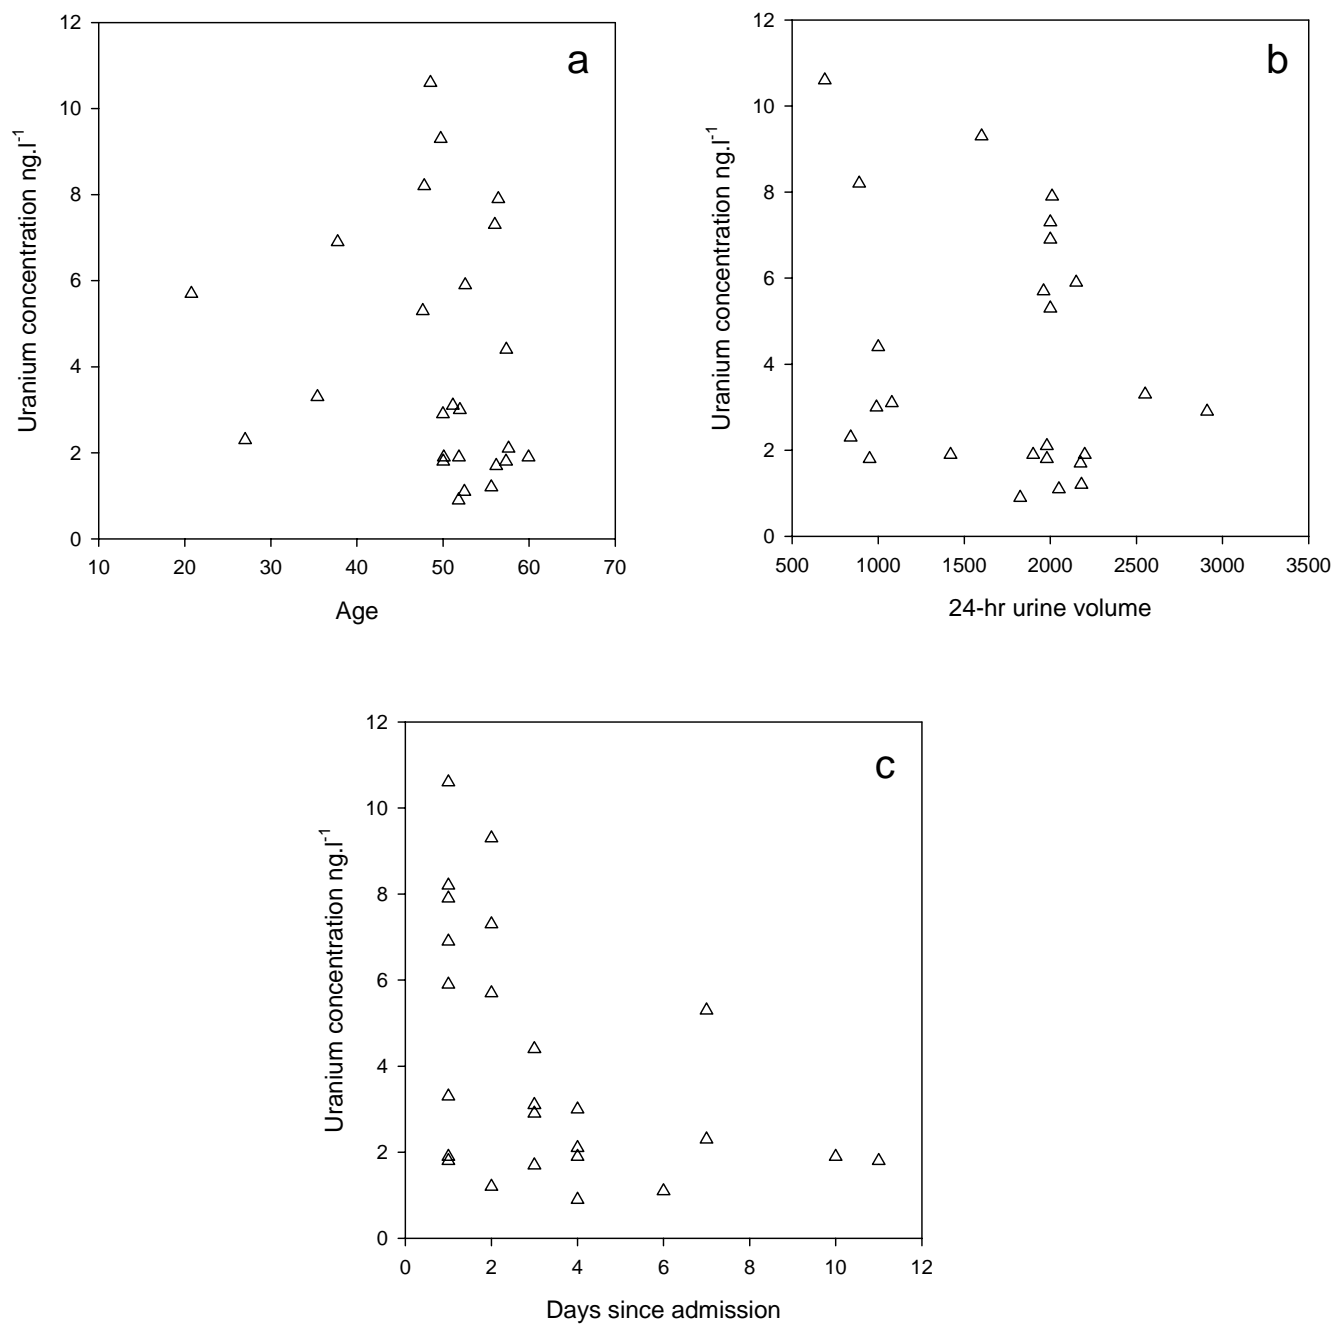 a
12
10
8
6
4
2
0
Uranium concentration ng.l⁻¹
10 20 30 40 50 60 70
Age
b
12
10
8
6
4
2
0
Uranium concentration ng.l⁻¹
500 1000 1500 2000 2500 3000 3500
24-hr urine volume
c
12
10
8
6
4
2
0
Uranium concentration ng.l⁻¹
0 2 4 6 8 10 12
Days since admission